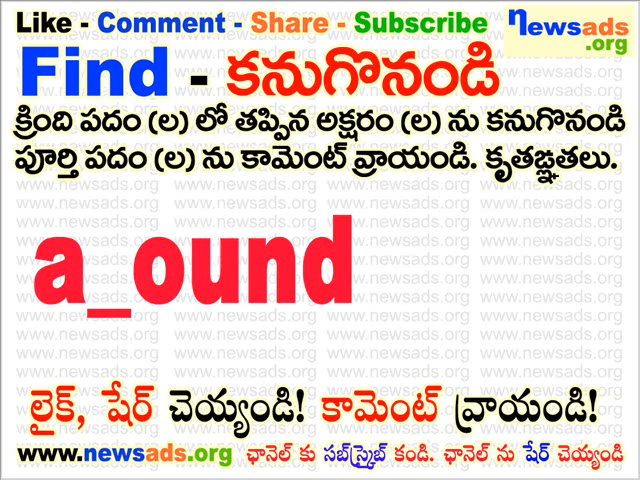 Like - Comment - Share - Subscribe
newsads
.org
Find - కనుగొనండి
క్రింది పదం (ల) లో తప్పిన అక్షరం (ల) ను కనుగొనండి
పూర్తి పదం (ల) ను కామెంట్ వ్రాయండి. కృతఙ్ఞతలు.
a_ound
లైక్, షేర్ చెయ్యండి! కామెంట్ వ్రాయండి!
www.newsads.org ఛానెల్ కు సబ్‌స్క్రైబ్ కండి. ఛానెల్ ను షేర్ చెయ్యండి